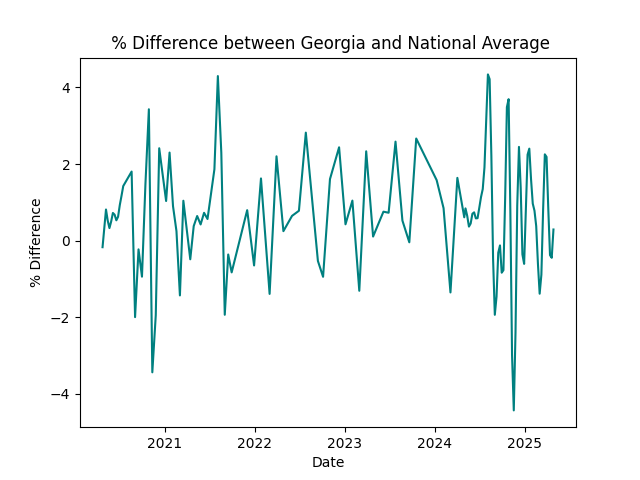 % Difference between Georgia and National Average
4
2
0
−2
−4
% Difference
2021 2022 2023 2024 2025
Date